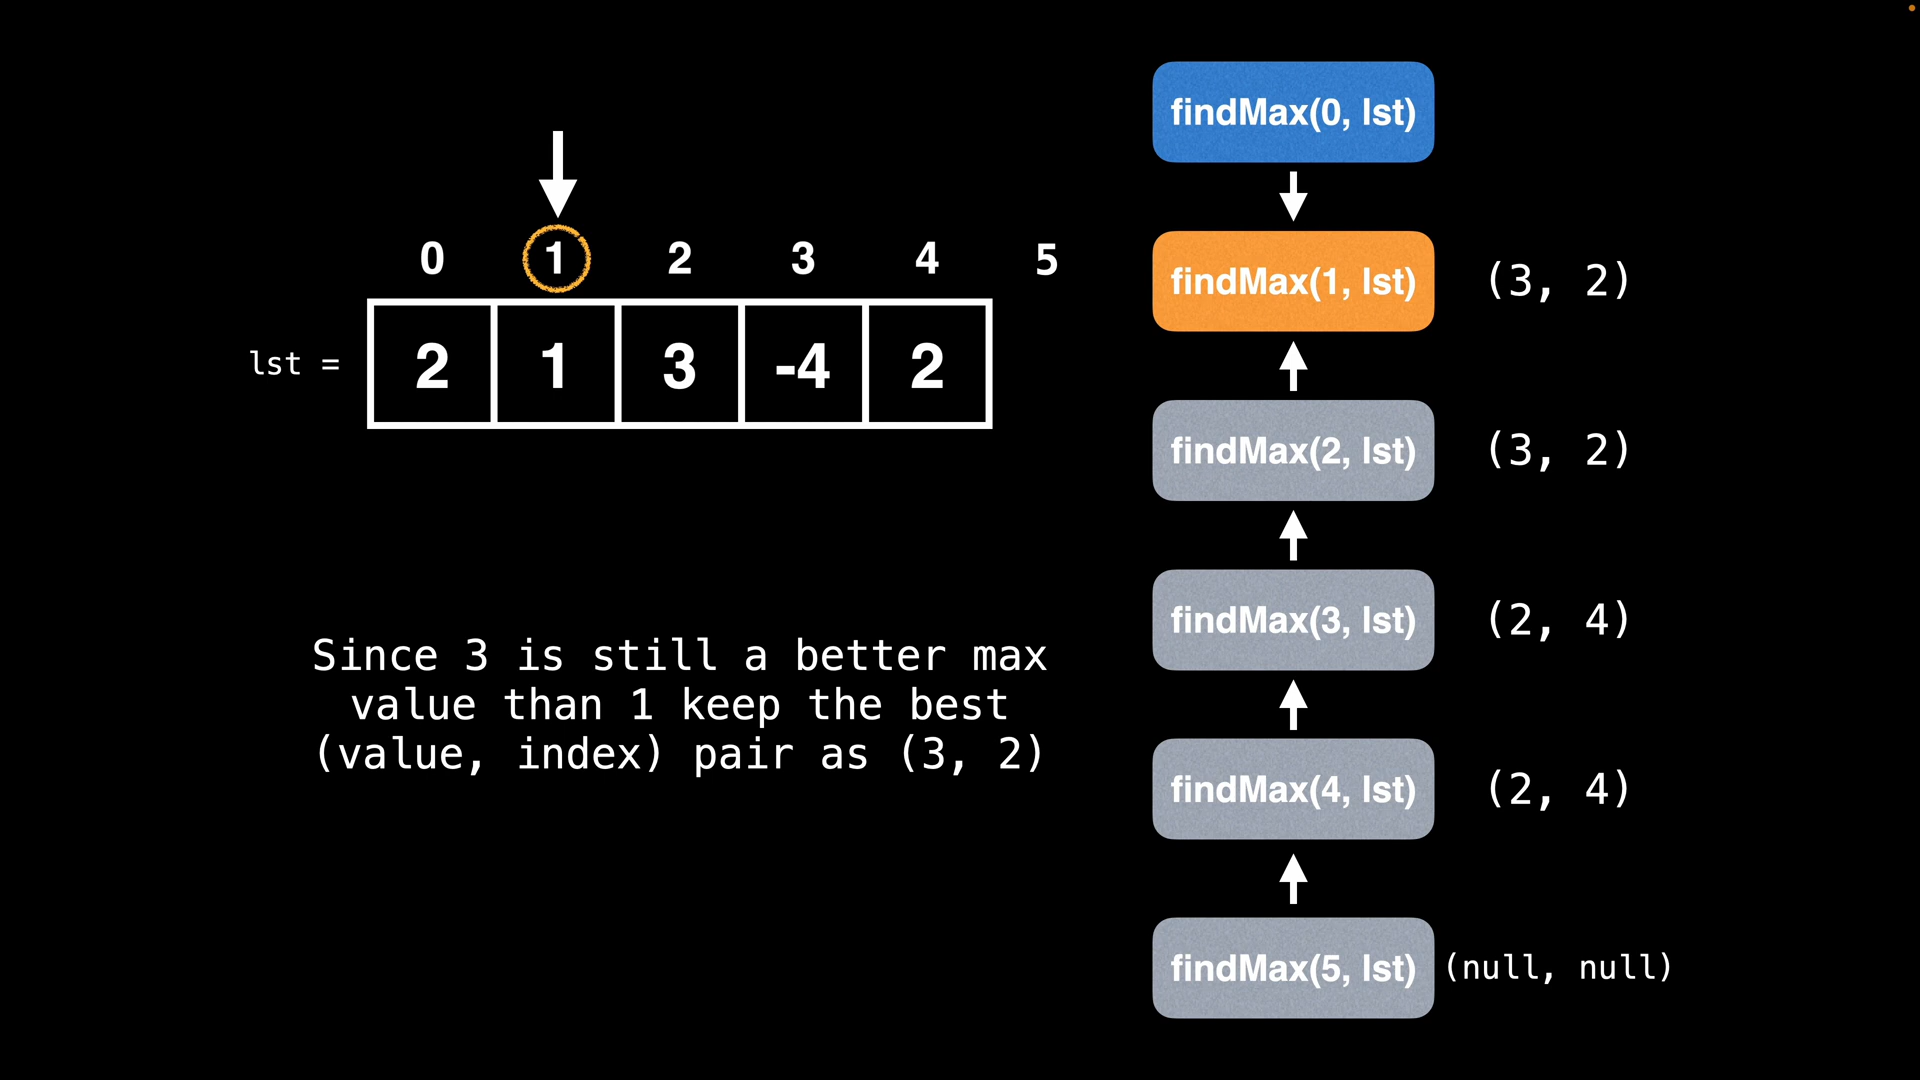 0 1 2 3 4 5
lst = 2 1 3 -4 2
Since 3 is still a better max
value than 1 keep the best
(value, index) pair as (3, 2)
findMax(0, lst)
findMax(1, lst) (3, 2)
findMax(2, lst) (3, 2)
findMax(3, lst) (2, 4)
findMax(4, lst) (2, 4)
findMax(5, lst) (null, null)